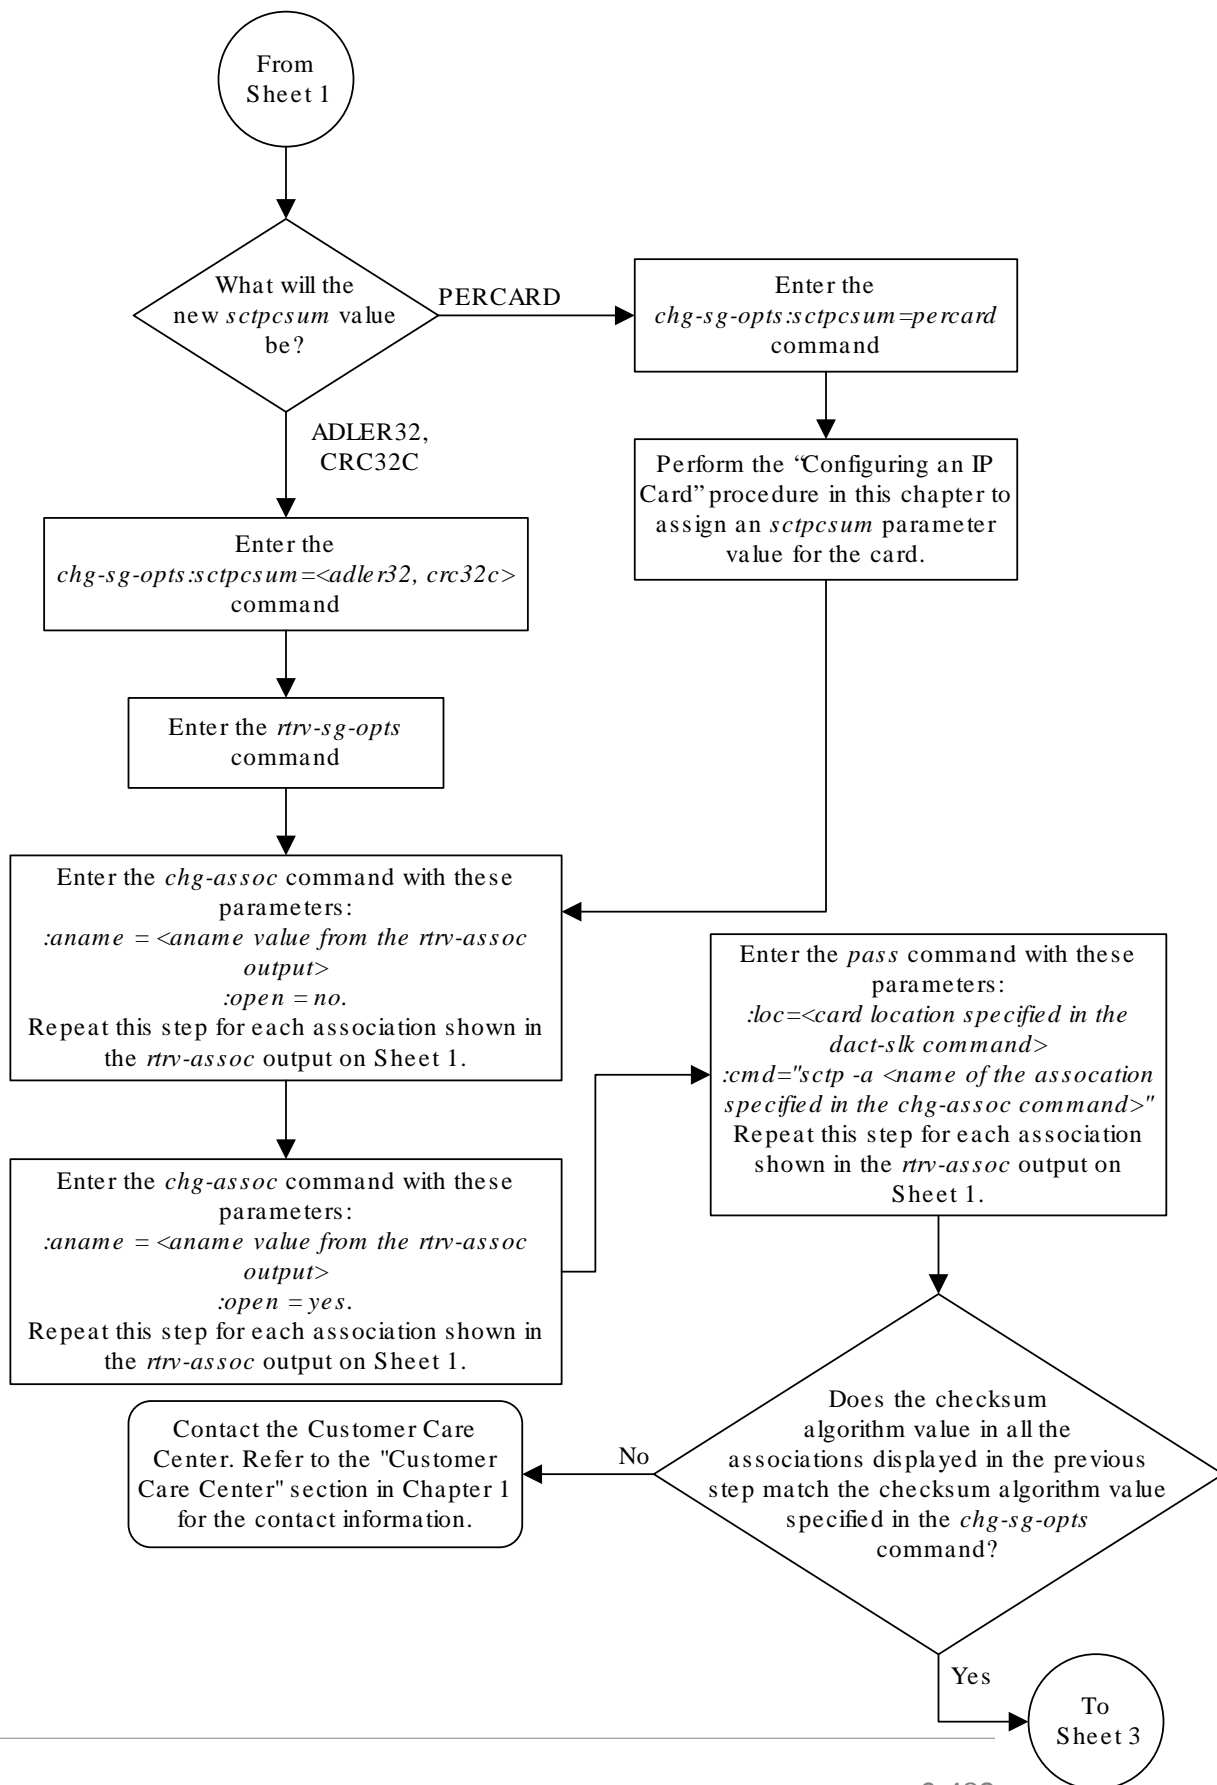 From
Sheet 1
What will the
new sctpcsum value
be?
PERCARD
Enter the
chg-sg-opts:sctpcsum=percard
command
ADLER32,
CRC32C
Perform the “Configuring an IP
Card” procedure in this chapter to
assign an sctpcsum parameter
value for the card.
Enter the
chg-sg-opts:sctpcsum=<adler32, crc32c>
command
Enter the rtrv-sg-opts
command
Enter the chg-assoc command with these
parameters:
:aname = <aname value from the rtrv-assoc
output>
:open = no.
Repeat this step for each association shown in
the rtrv-assoc output on Sheet 1.
Enter the chg-assoc command with these
parameters:
:aname = <aname value from the rtrv-assoc
output>
:open = yes.
Repeat this step for each association shown in
the rtrv-assoc output on Sheet 1.
Enter the pass command with these
parameters:
:loc=<card location specified in the
dact-slk command>
:cmd="sctp -a <name of the assocation
specified in the chg-assoc command>"
Repeat this step for each association
shown in the rtrv-assoc output on
Sheet 1.
Does the checksum
algorithm value in all the
associations displayed in the previous
step match the checksum algorithm value
specified in the chg-sg-opts
command?
No
Contact the Customer Care
Center. Refer to the "Customer
Care Center" section in Chapter 1
for the contact information.
Yes
To
Sheet 3